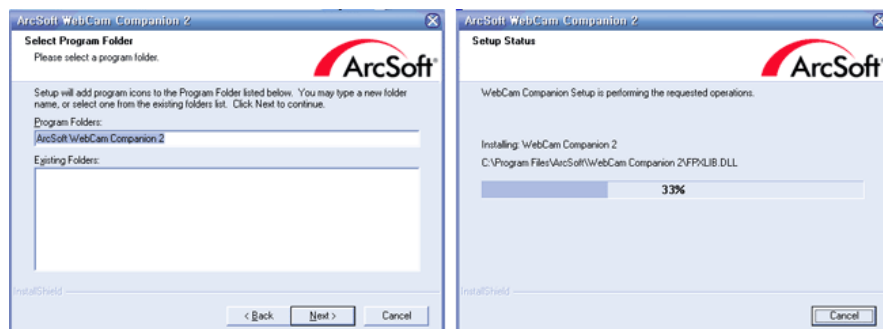 ArcSoft WebCam Companion 2
Select Program Folder
Please select a program folder.
ArcSoft
Setup will add program icons to the Program Folder listed below. You may type a new folder
name, or select one from the existing folders list. Click Next to continue.
Program Folders:
ArcSoft WebCam Companion 2
Existing Folders:
InstallShield
< Back
Next >
Cancel
ArcSoft WebCam Companion 2
Setup Status
ArcSoft
WebCam Companion Setup is performing the requested operations.
Installing: WebCam Companion 2
C:\Program Files\ArcSoft\WebCam Companion 2\FPXLIB.DLL
33%
InstallShield
Cancel